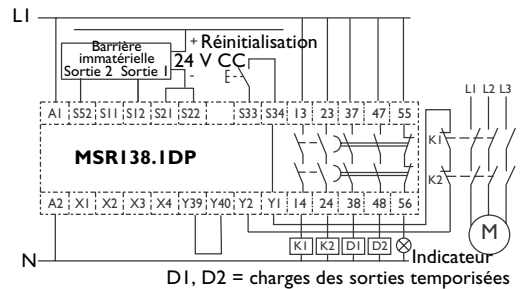 L1
+ Réinitialisation
Barrière
immatérielle
24 V CC
Sortie 2 Sortie 1
-
E--
L1 L2 L3
A1 S52 S11 S12 S21 S22 S33 S34 13 23 37 47 55
K1
MSR138.1DP
K2
A2 X1 X2 X3 X4 Y39 Y40 Y2 Y1 14 24 38 48 56
M
K1 K2 D1 D2
Indicateur
N
D1, D2 = charges des sorties temporisées